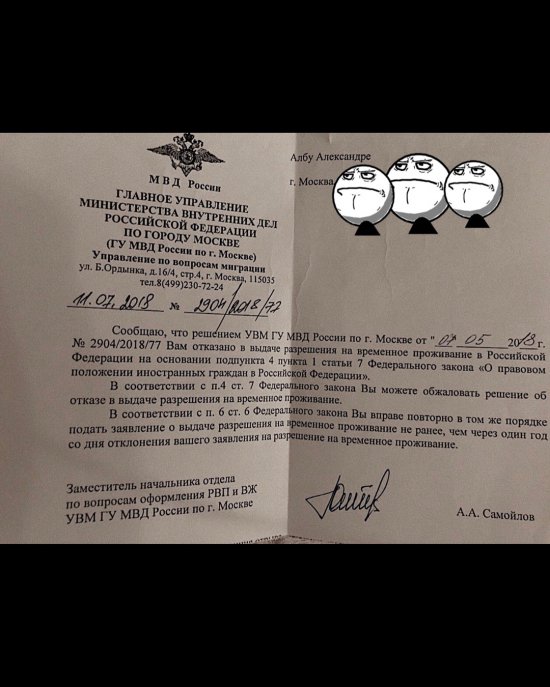 МВД России
ГЛАВНОЕ УПРАВЛЕНИЕ
МИНИСТЕРСТВА ВНУТРЕННИХ ДЕЛ
РОССИЙСКОЙ ФЕДЕРАЦИИ
ПО ГОРОДУ МОСКВЕ
(ГУ МВД России по г. Москве)
Управление по вопросам миграции
ул. Б.Ордынка, д.16/4, стр.4, г. Москва, 115035
тел.8(499)230-72-24
11.07.2018 № 2904/2018/77
Албу Александре
г. Москва
Сообщаю, что решением УВМ ГУ МВД России по г. Москве от "07 05 2018 г.
№ 2904/2018/77 Вам отказано в выдаче разрешения на временное проживание в Российской
Федерации на основании подпункта 4 пункта 1 статьи 7 Федерального закона «О правовом
положении иностранных граждан в Российской Федерации».
В соответствии с п.4 ст. 7 Федерального закона Вы можете обжаловать решение об
отказе в выдаче разрешения на временное проживание.
В соответствии с п. 6 ст. 6 Федерального закона Вы вправе повторно в том же порядке
подать заявление о выдаче разрешения на временное проживание не ранее, чем через один год
со дня отклонения вашего заявления на разрешение на временное проживание.
Заместитель начальника отдела
по вопросам оформления РВП и ВЖ
УВМ ГУ МВД России по г. Москве
А.А. Самойлов